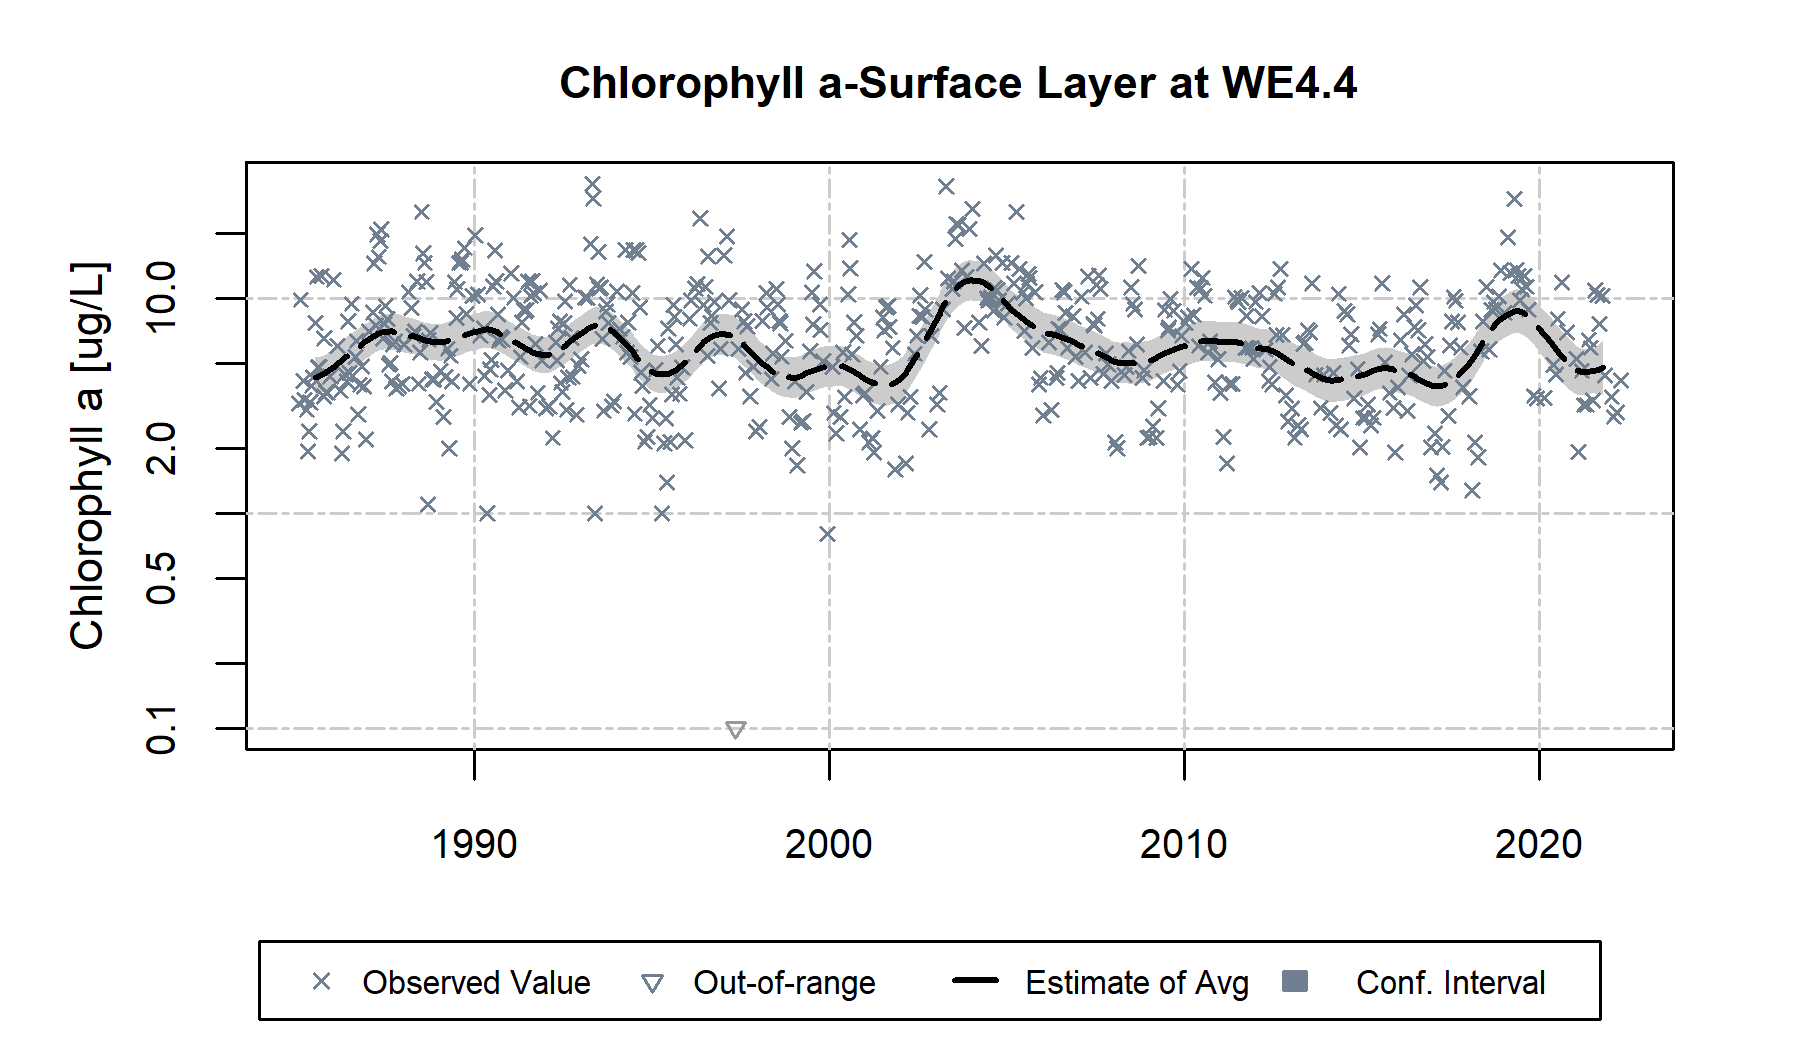 Chlorophyll a-Surface Layer at WE4.4
Chlorophyll a [ug/L]
10.0
2.0
0.5
0.1
1990 2000 2010 2020
Observed Value Out-of-range Estimate of Avg Conf. Interval